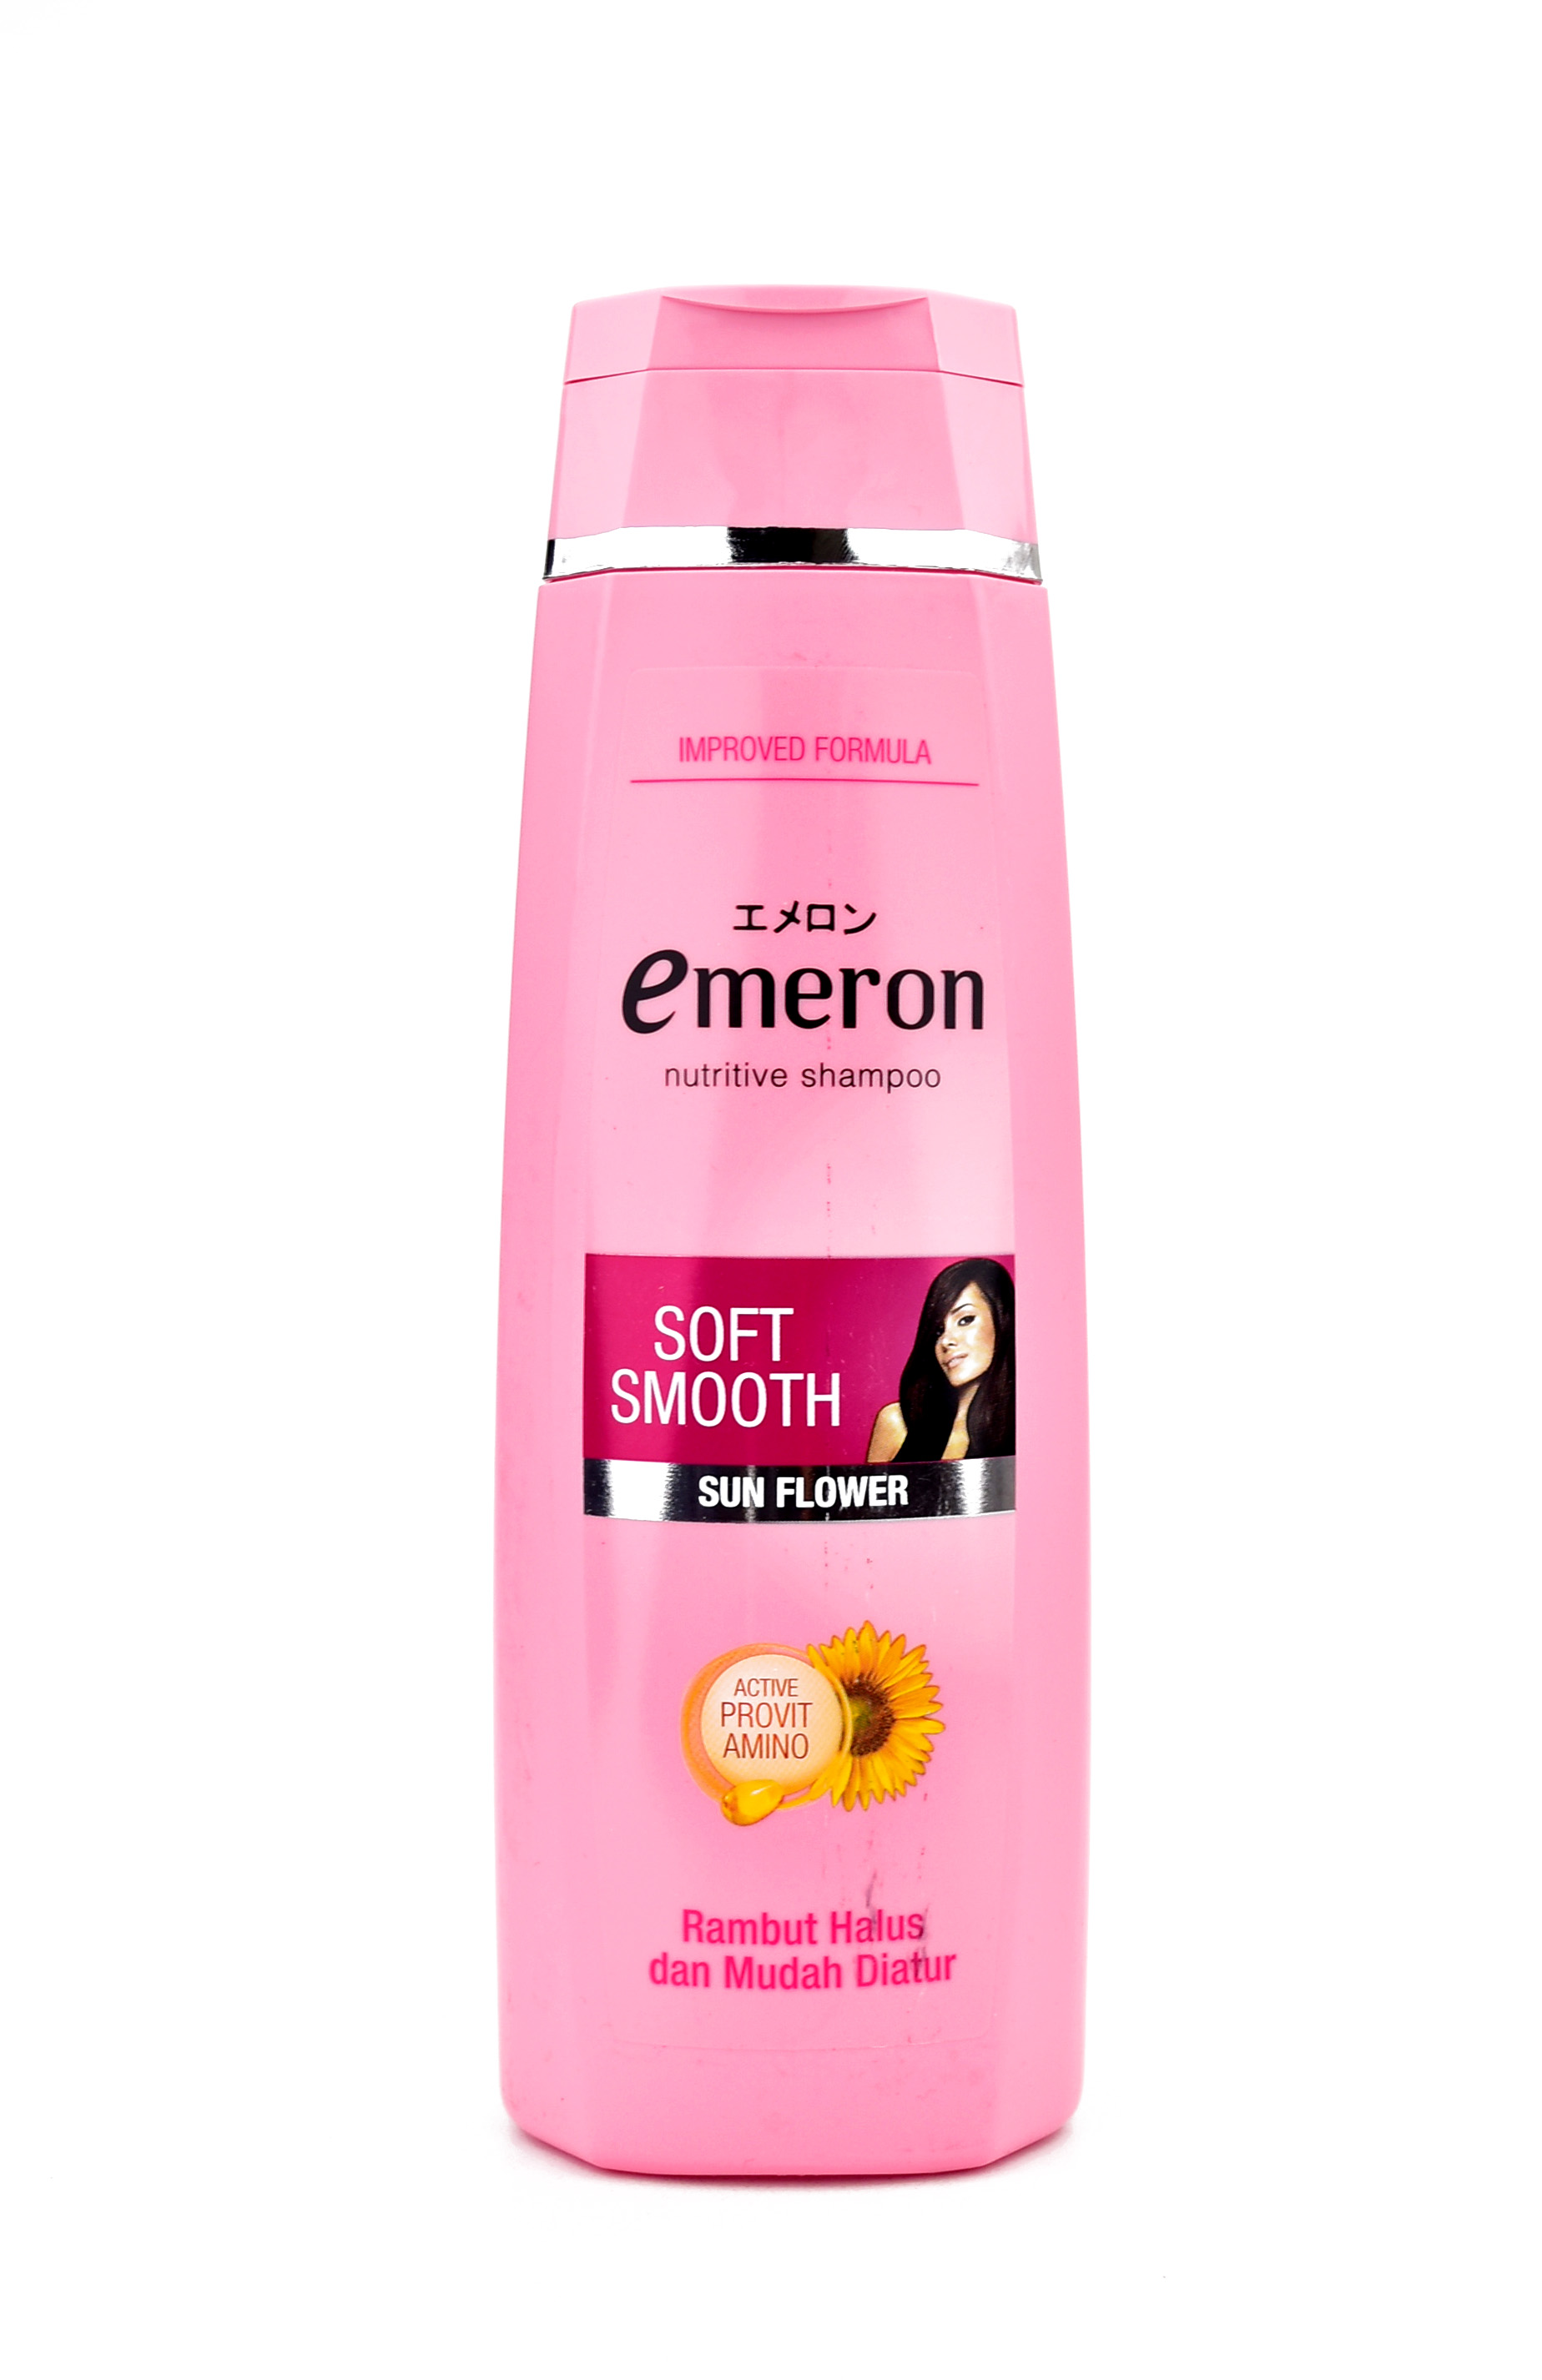 IMPROVED FORMULA
エメロン
emeron
nutritive shampoo
SOFT
SMOOTH
SUN FLOWER
ACTIVE
PROVIT
AMINO
Rambut Halus
dan Mudah Diatur